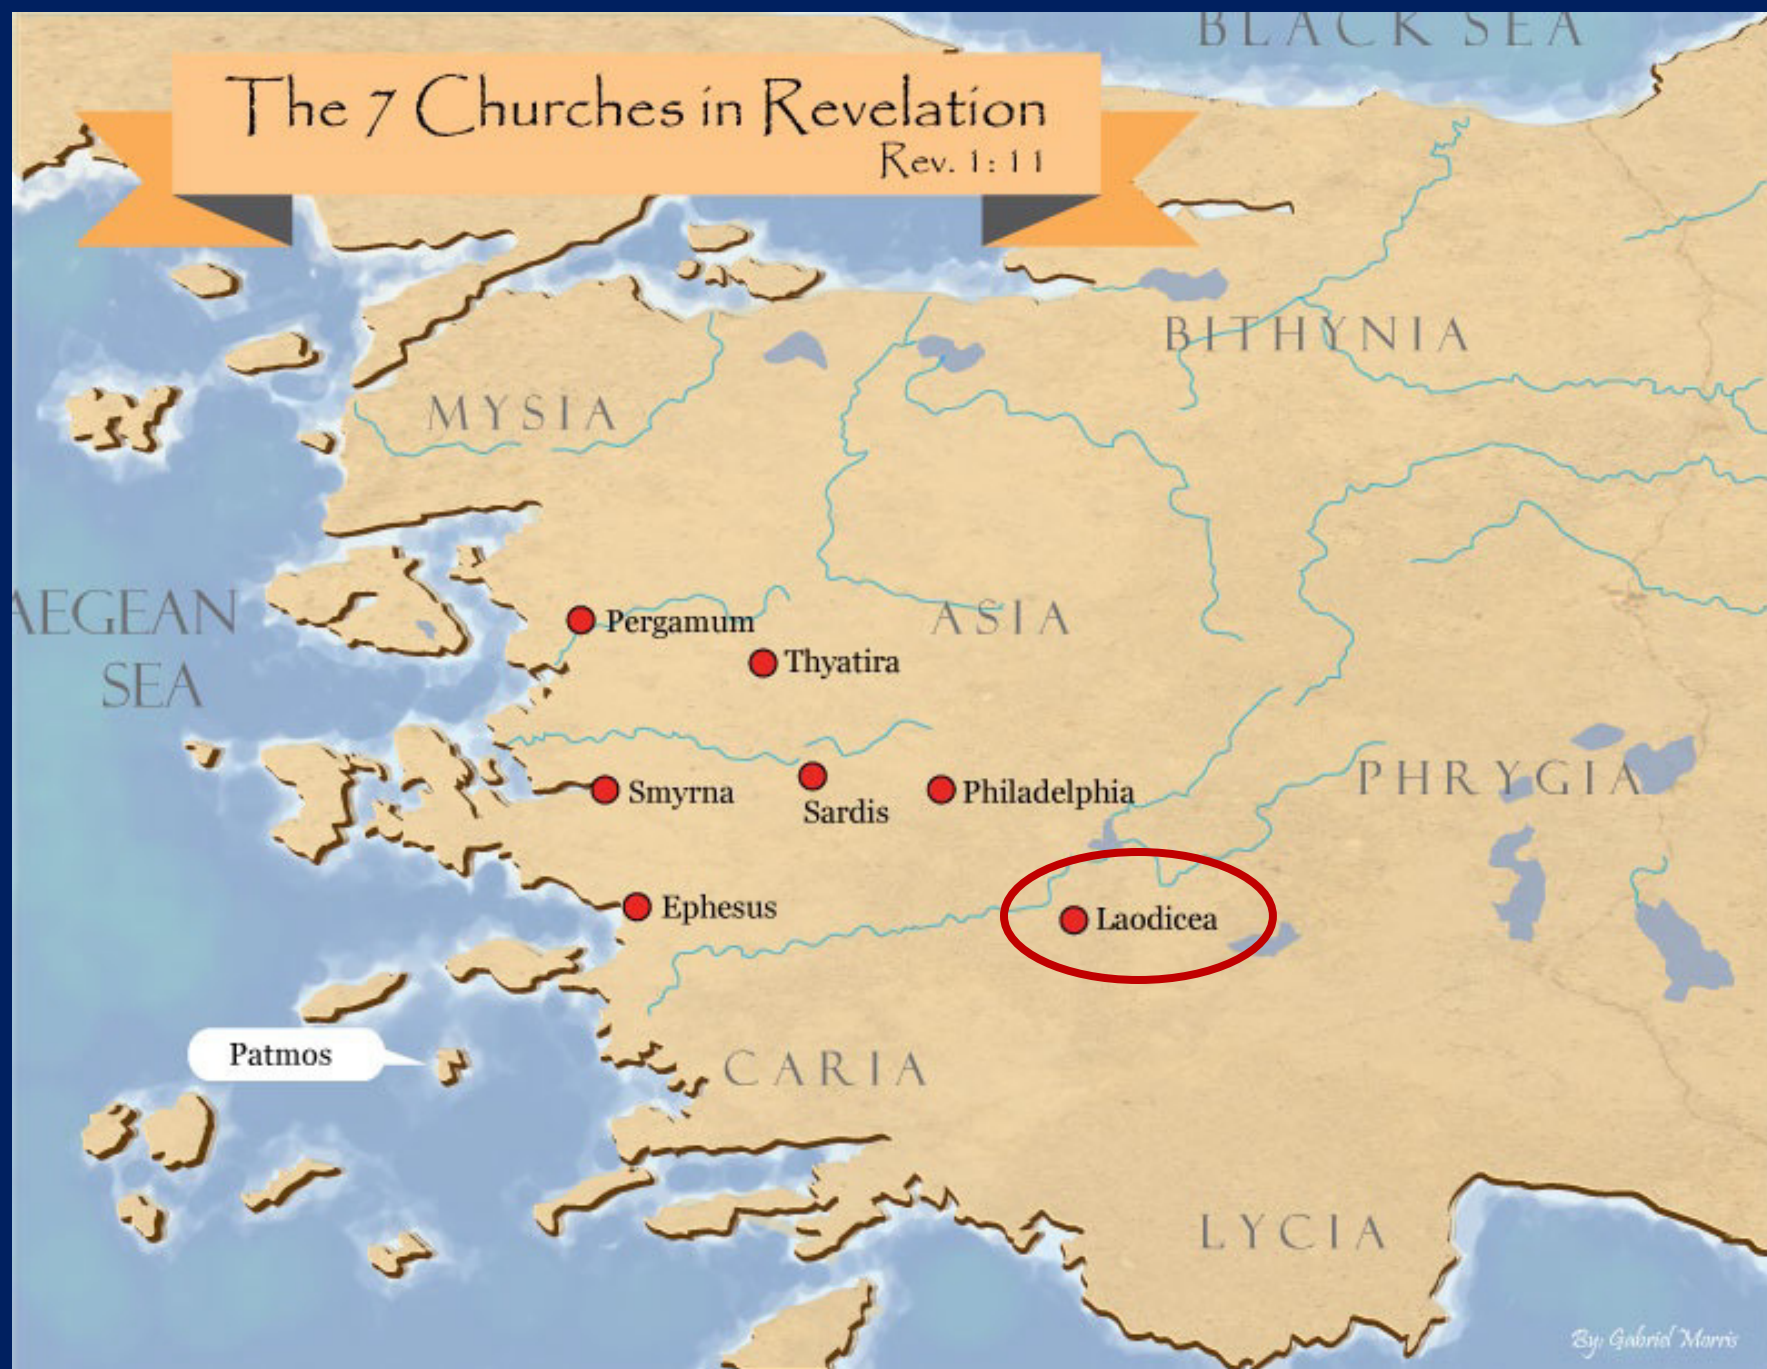 BLACK SEA
The 7 Churches in Revelation
Rev. 1:11
BITHYNIA
MYSIA
AEGEAN
SEA
ASIA
Pergamum
Thyatira
PHRYGIA
Smyrna
Sardis
Philadelphia
Ephesus
Laodicea
Patmos
CARIA
LYCIA
By: Gabriel Morris